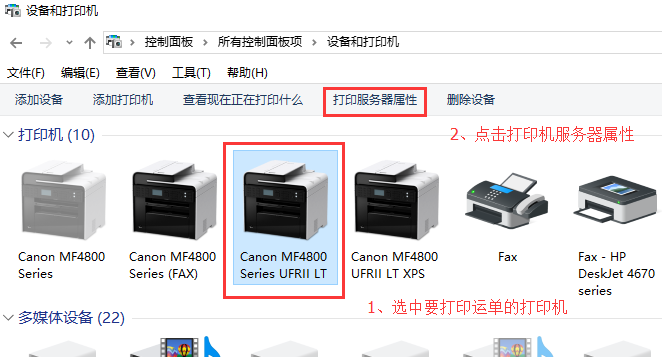 设备和打印机
控制面板 > 所有控制面板项 > 设备和打印机
文件(F) 编辑(E) 查看(V) 工具(T) 帮助(H)
添加设备 添加打印机 查看现在正在打印什么 打印服务器属性 删除设备
打印机 (10)
2、点击打印机服务器属性
Canon MF4800
Series
Canon MF4800
Series (FAX)
Canon MF4800
Series UFRII LT
Canon MF4800
UFRII LT XPS
Fax
Fax - HP
DeskJet 4670
series
1、选中要打印运单的打印机
多媒体设备 (22)